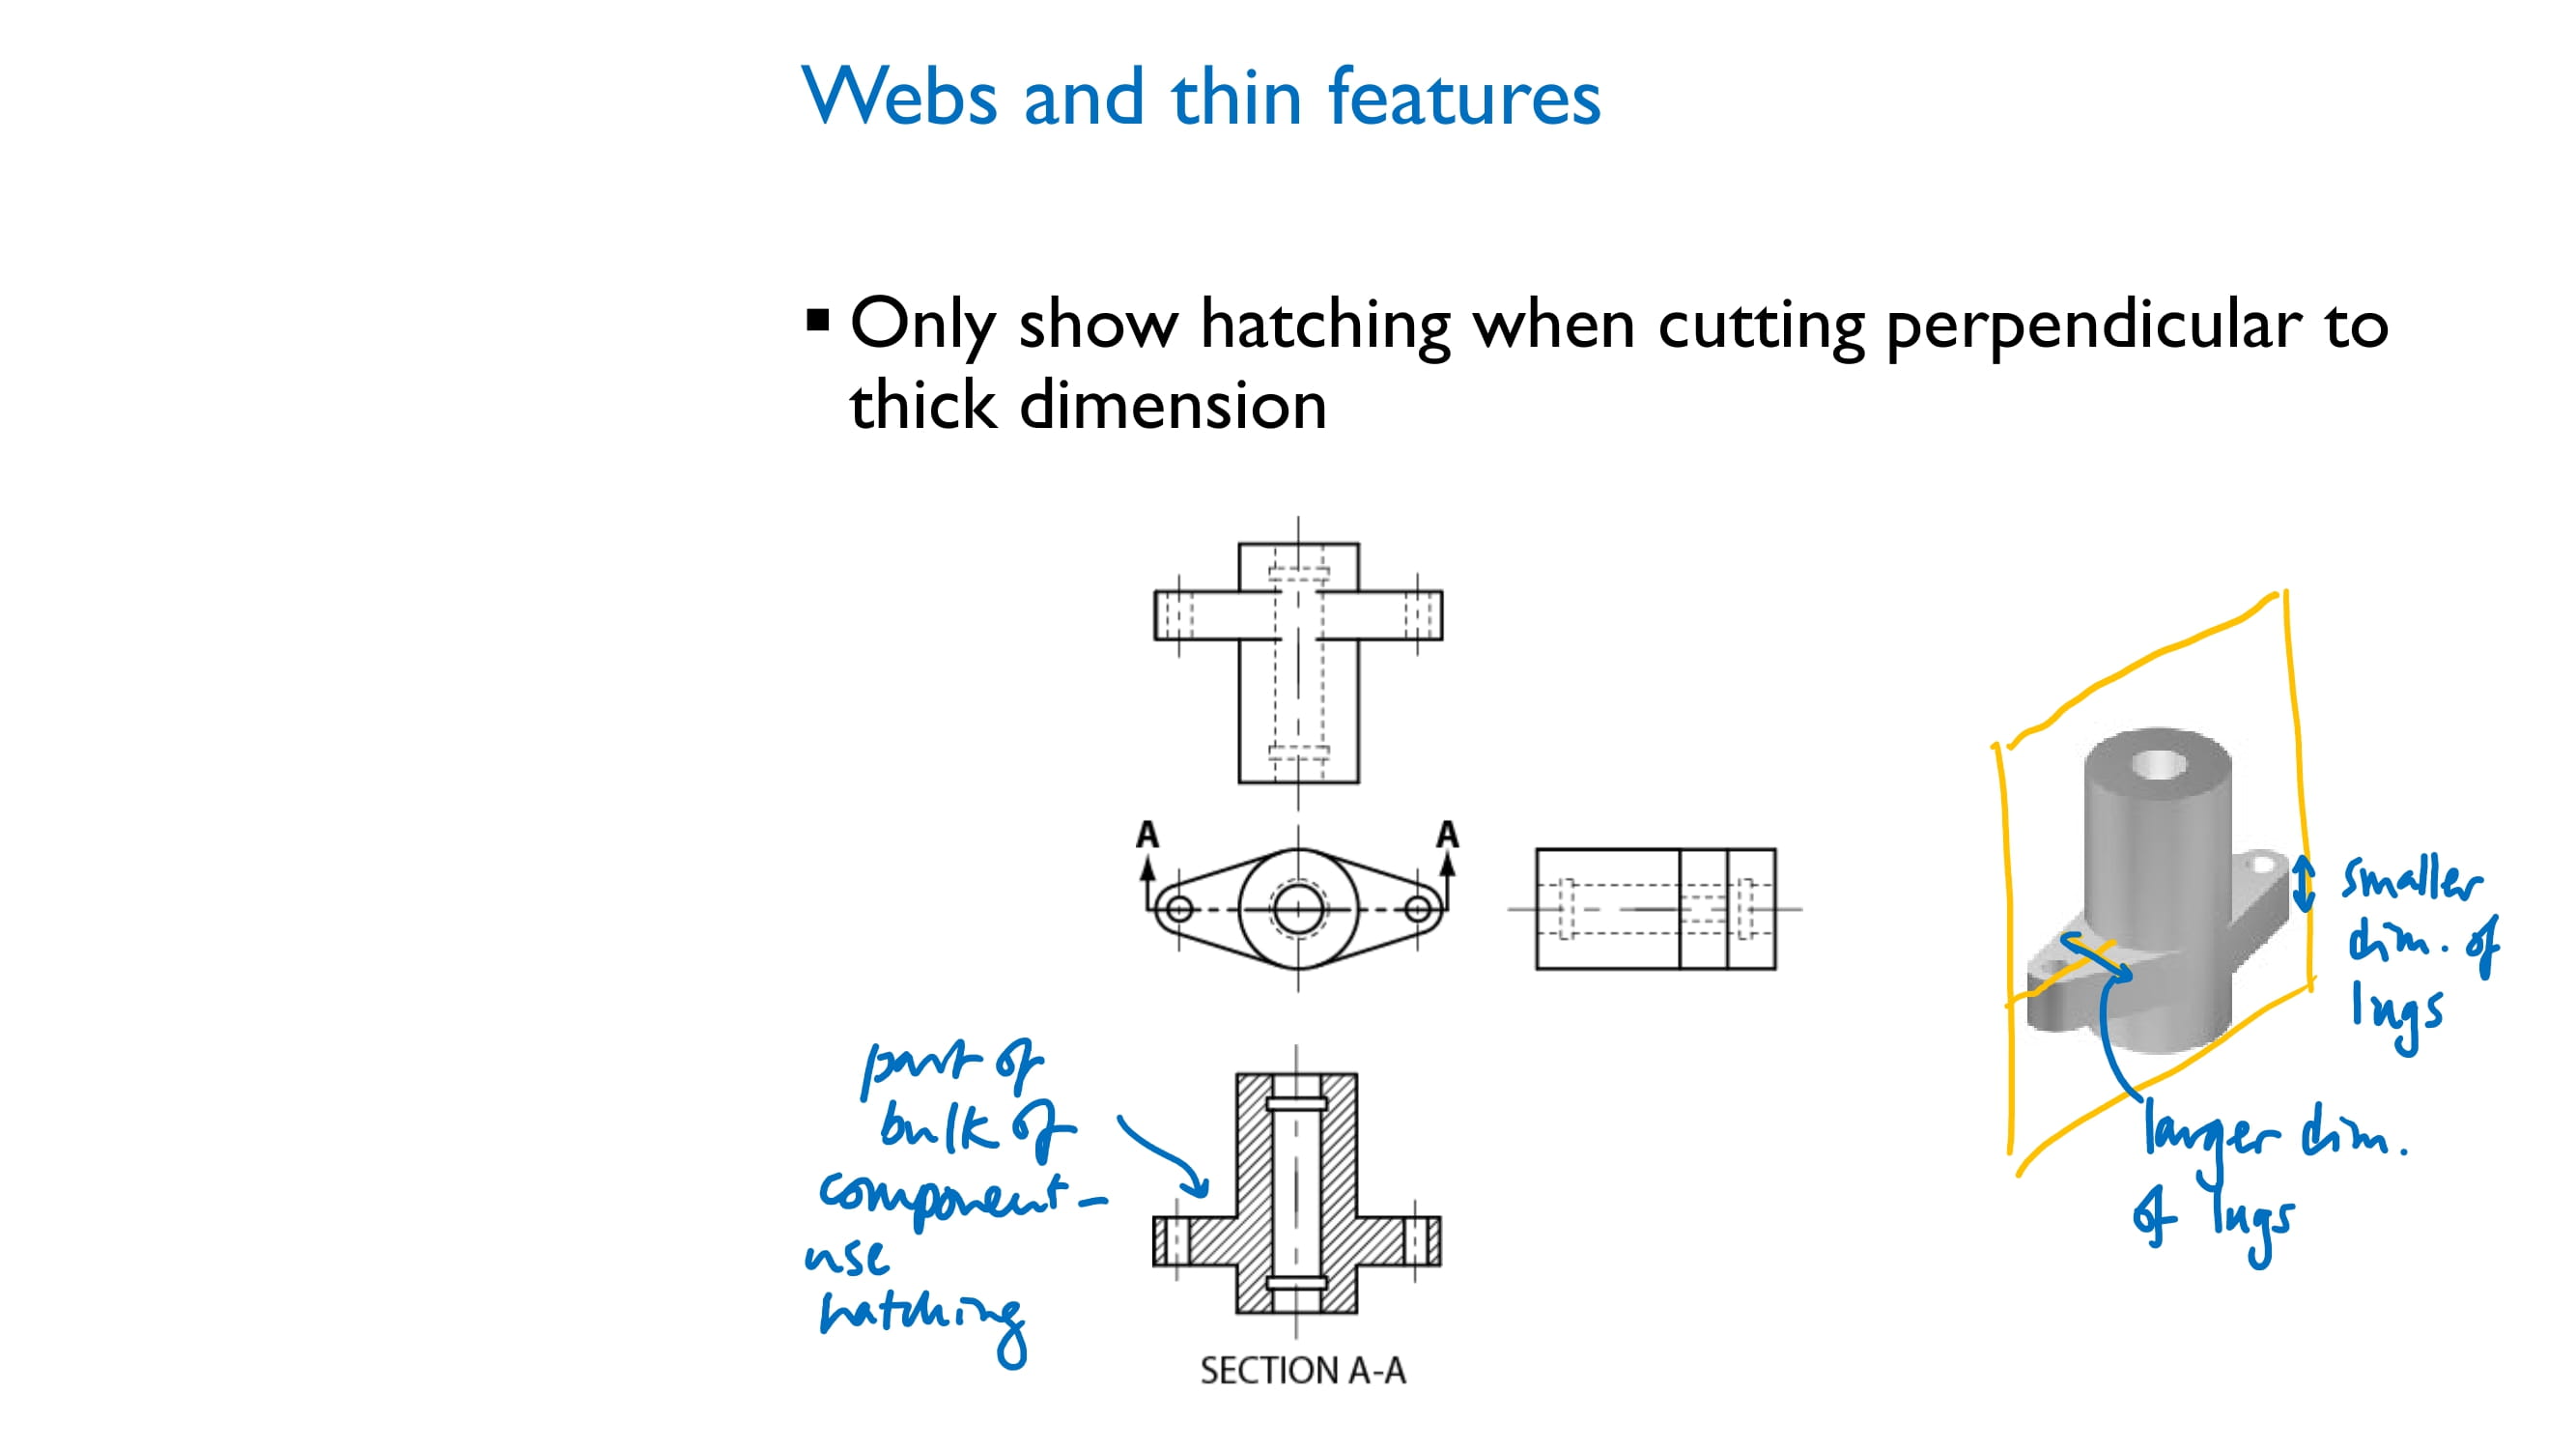 Webs and thin features
▪ Only show hatching when cutting perpendicular to
thick dimension
A A
part of
bulk of
component -
use
hatching
SECTION A-A
smaller
dim. of
lugs
larger dim.
of lugs